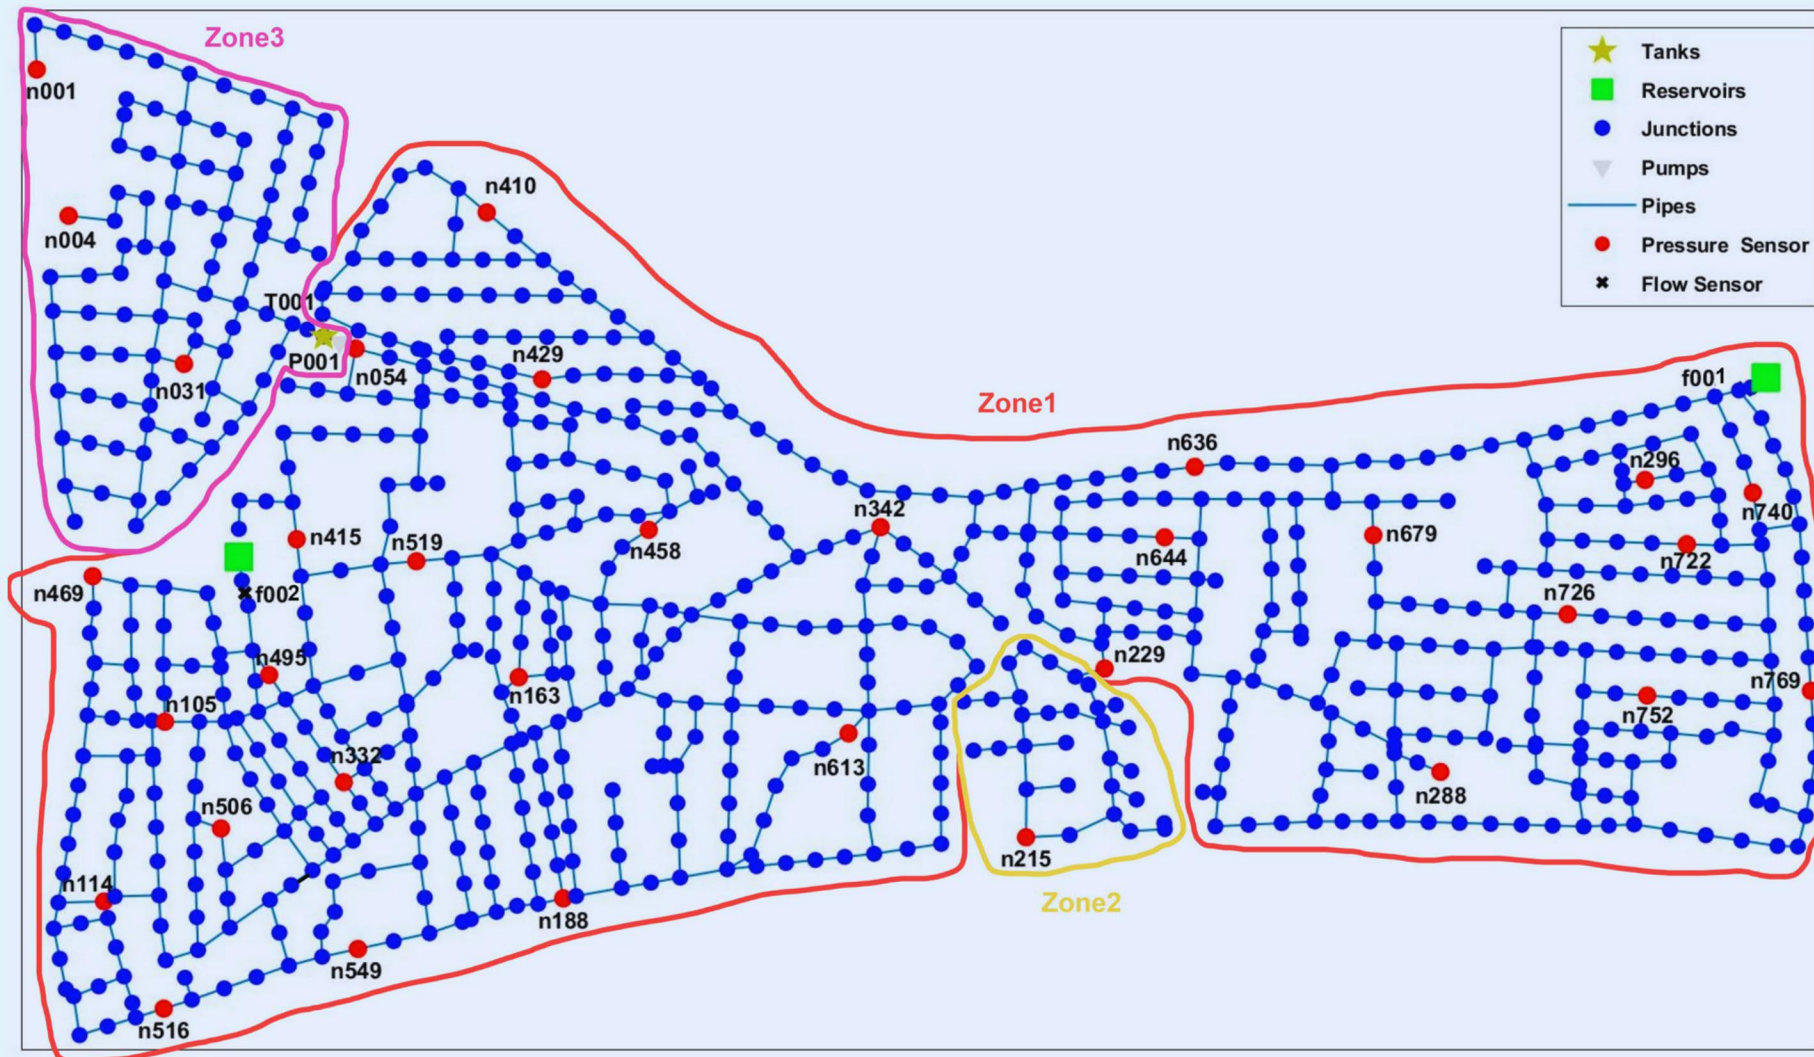 Zone3
Tanks
Reservoirs
n001
Junctions
Pumps
n410
Pipes
n004
Pressure Sensor
Flow Sensor
T001
n429
P001
n054
f001
n031
Zone1
n636
n296
n342
n740
n415
n519
n458
n644
n679
n722
n469
f002
n726
n495
n229
n163
n769
n105
n752
n332
n613
n288
n506
n215
n114
Zone2
n188
n549
n516